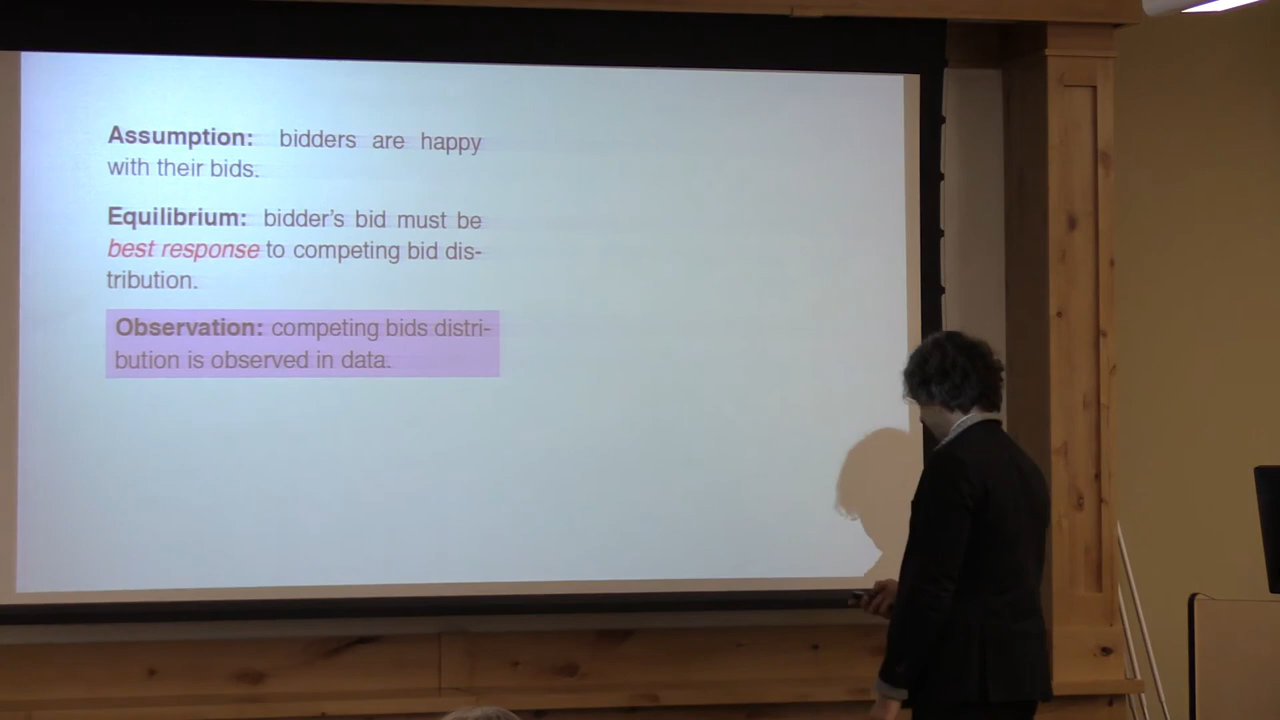 Assumption: bidders are happy
with their bids.
Equilibrium: bidder's bid must be
best response to competing bid dis-
tribution.
Observation: competing bids distri-
bution is observed in data.